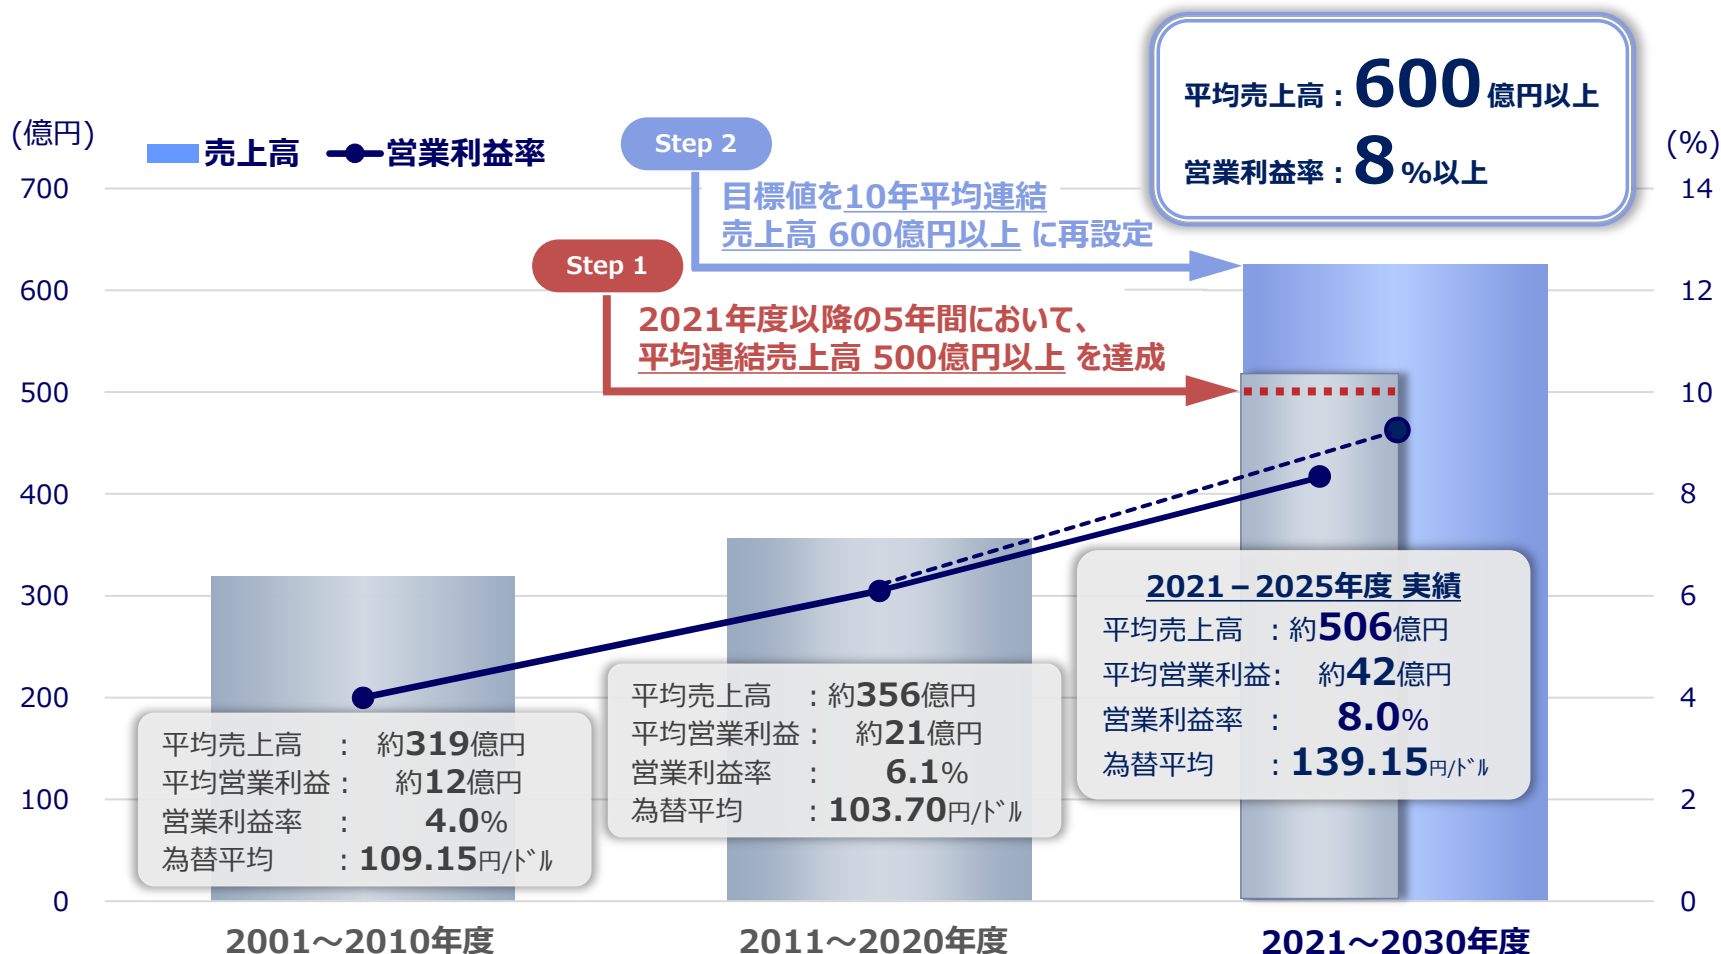 平均売上高：600億円以上
営業利益率：8％以上
(億円)
売上高
営業利益率
(%)
Step 2
目標値を10年平均連結
売上高 600億円以上 に再設定
Step 1
2021年度以降の5年間において、
平均連結売上高 500億円以上 を達成
700
600
500
400
300
200
100
0
14
12
10
8
6
4
2
0
平均売上高 ： 約319億円
平均営業利益： 約12億円
営業利益率 ： 4.0%
為替平均 ：109.15円/ﾄﾞﾙ
平均売上高 ：約356億円
平均営業利益： 約21億円
営業利益率 ： 6.1%
為替平均 ：103.70円/ﾄﾞﾙ
2021－2025年度 実績
平均売上高 ：約506億円
平均営業利益： 約42億円
営業利益率 ： 8.0%
為替平均 ：139.15円/ﾄﾞﾙ
2001～2010年度
2011～2020年度
2021～2030年度